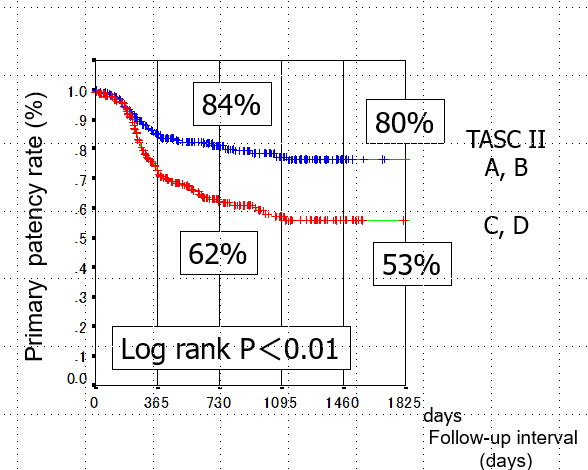 Primary patency rate (%)
1.0
.9
.8
.7
.6
.5
.4
.3
.2
.1
0.0
84%
80%
TASC II
A, B
C, D
62%
53%
Log rank P＜0.01
0 365 730 1095 1460 1825
days
Follow-up interval
(days)